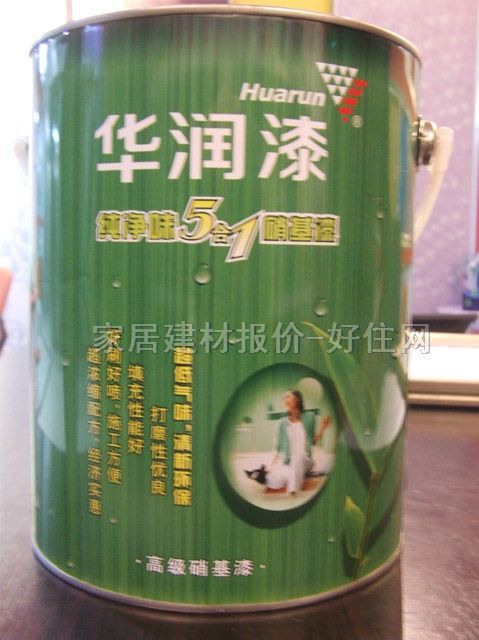 Huarun
华润漆®
纯净味5合1硝基漆
家居建材报价-好住网
超低气味,清新环保
打磨性优良
填充性能好
好刷好喷,施工方便
超浓缩配方,经济实惠
-高级硝基漆-